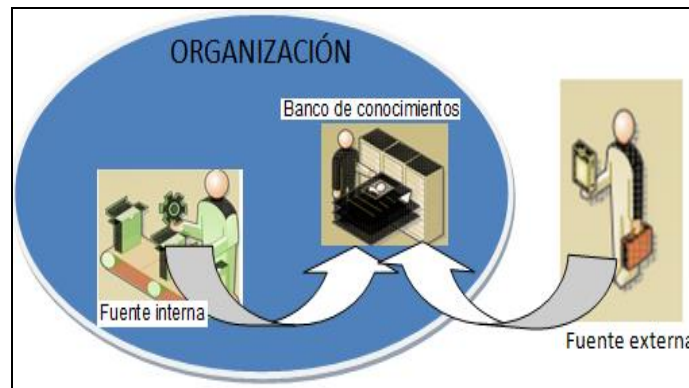 ORGANIZACIÓN
Banco de conocimientos
Fuente interna
Fuente externa